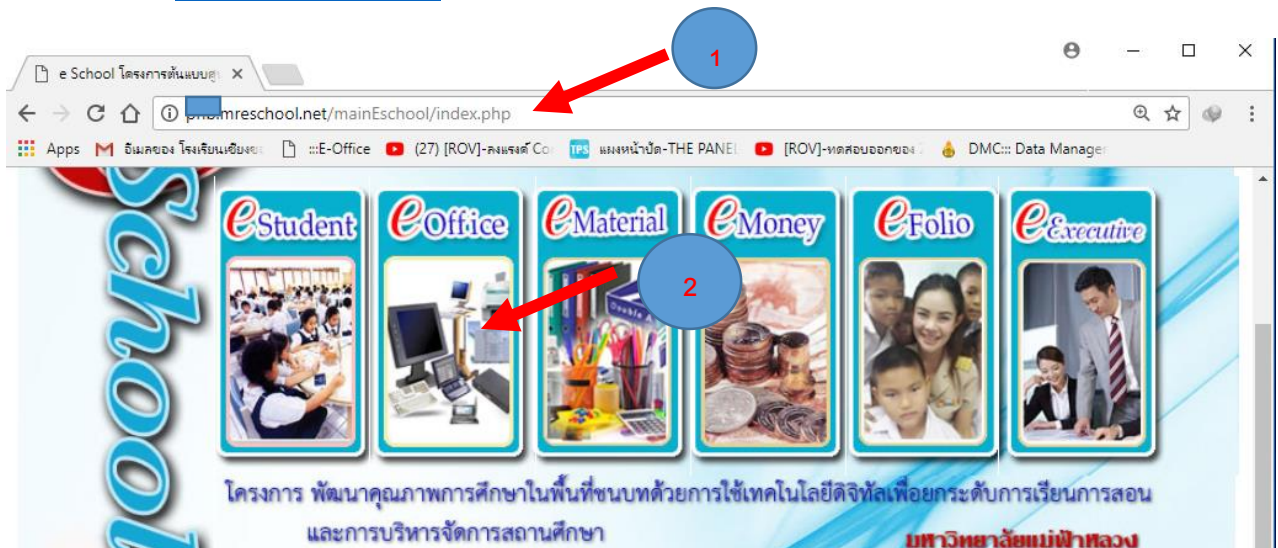 1
e School โครงการต้นแบบ
mreschool.net/mainEschool/index.php
Apps อีเมลของ โรงเรียนเชียงข :::E-Office (27) [ROV]-ลงแรงค์ Co TPS แผงหน้าปัด-THE PANEL [ROV]-ทดสอบออกของ DMC::: Data Manager
School
eStudent eOffice eMaterial eMoney eFolio eExecutive
Double A
2
โครงการ พัฒนาคุณภาพการศึกษาในพื้นที่ชนบทด้วยการใช้เทคโนโลยีดิจิทัลเพื่อยกระดับการเรียนการสอน
และการบริหารจัดการสถานศึกษา
มหาวิทยาลัยแม่ฟ้าหลวง